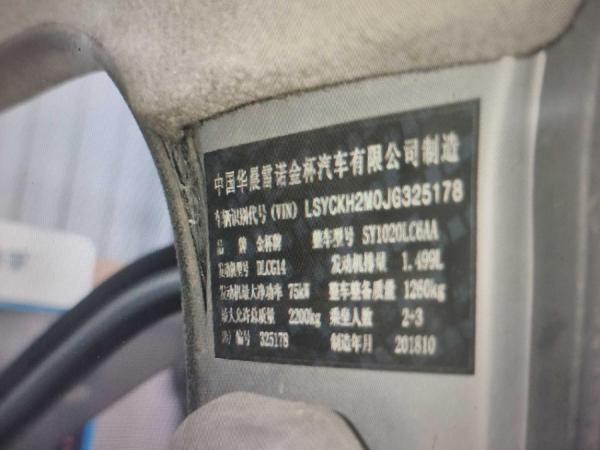 中国华晨雷诺金杯汽车有限公司制造
车辆识别代号(VIN) LSYCKH2M0JG325178
品 牌 金杯牌 整车型号 SY1020LC6AA
发动机型号 DLCG14 发动机排量 1.499L
发动机最大净功率 75kW 整车整备质量 1260kg
最大允许总质量 2200kg 乘坐人数 2-3
编号 325178 制造年月 201810